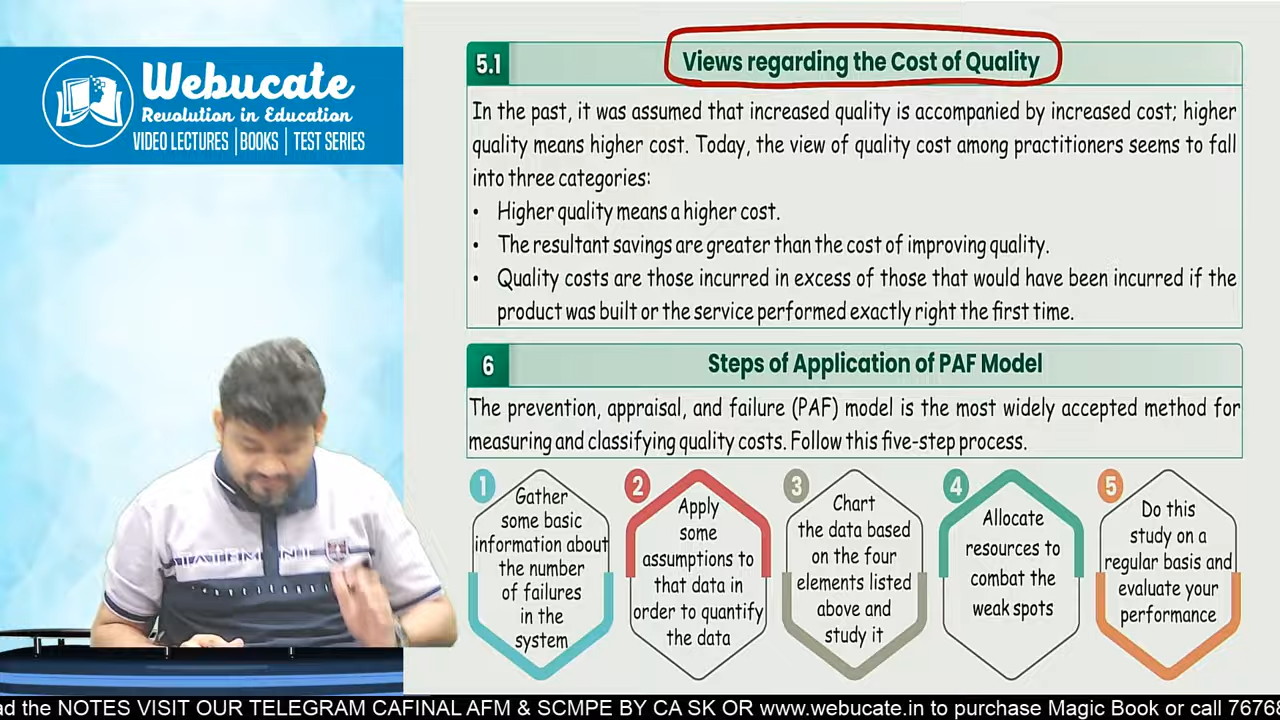 Webucate
Revolution in Education
VIDEO LECTURES | BOOKS | TEST SERIES
5.1
Views regarding the Cost of Quality
In the past, it was assumed that increased quality is accompanied by increased cost; higher
quality means higher cost. Today, the view of quality cost among practitioners seems to fall
into three categories:
• Higher quality means a higher cost.
• The resultant savings are greater than the cost of improving quality.
• Quality costs are those incurred in excess of those that would have been incurred if the
product was built or the service performed exactly right the first time.
6
Steps of Application of PAF Model
The prevention, appraisal, and failure (PAF) model is the most widely accepted method for
measuring and classifying quality costs. Follow this five-step process.
1
Gather
some basic
information about
the number
of failures
in the
system
2
Apply
some
assumptions to
that data in
order to quantify
the data
3
Chart
the data based
on the four
elements listed
above and
study it
4
Allocate
resources to
combat the
weak spots
5
Do this
study on a
regular basis and
evaluate your
performance
ad the NOTES VISIT OUR TELEGRAM CAFINAL AFM & SCMPE BY CA SK OR www.webucate.in to purchase Magic Book or call 7676